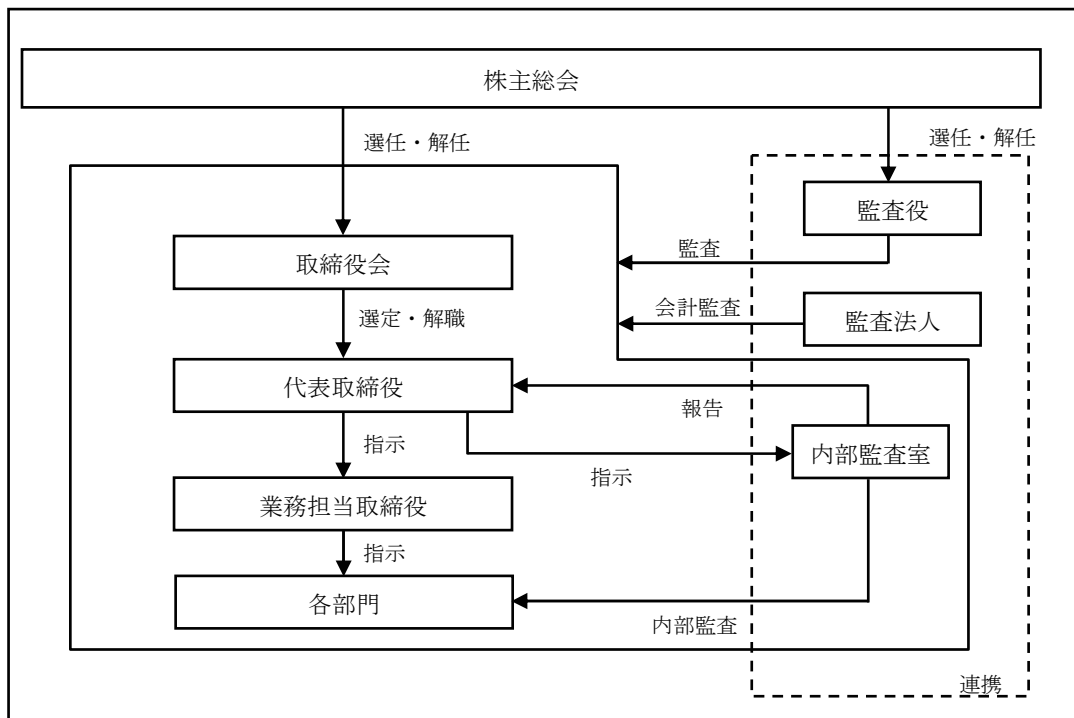 株主総会
選任・解任
選任・解任
監査役
監査
取締役会
会計監査
監査法人
選定・解職
代表取締役
報告
指示
内部監査室
指示
業務担当取締役
指示
各部門
内部監査
連携